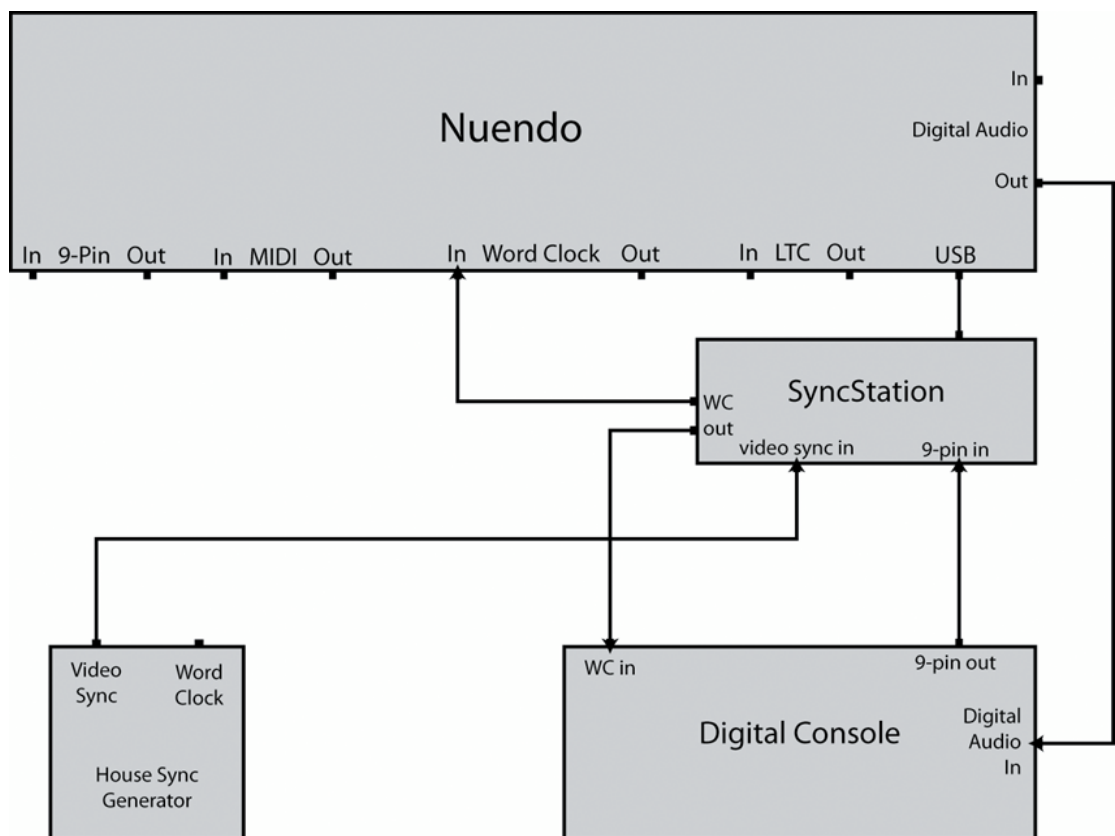 In
Nuendo
Digital Audio
Out
In 9-Pin Out In MIDI Out In Word Clock Out In LTC Out USB
SyncStation
WC
out
video sync in 9-pin in
Video
Sync
Word
Clock
House Sync
Generator
WC in 9-pin out
Digital Console
Digital
Audio
In